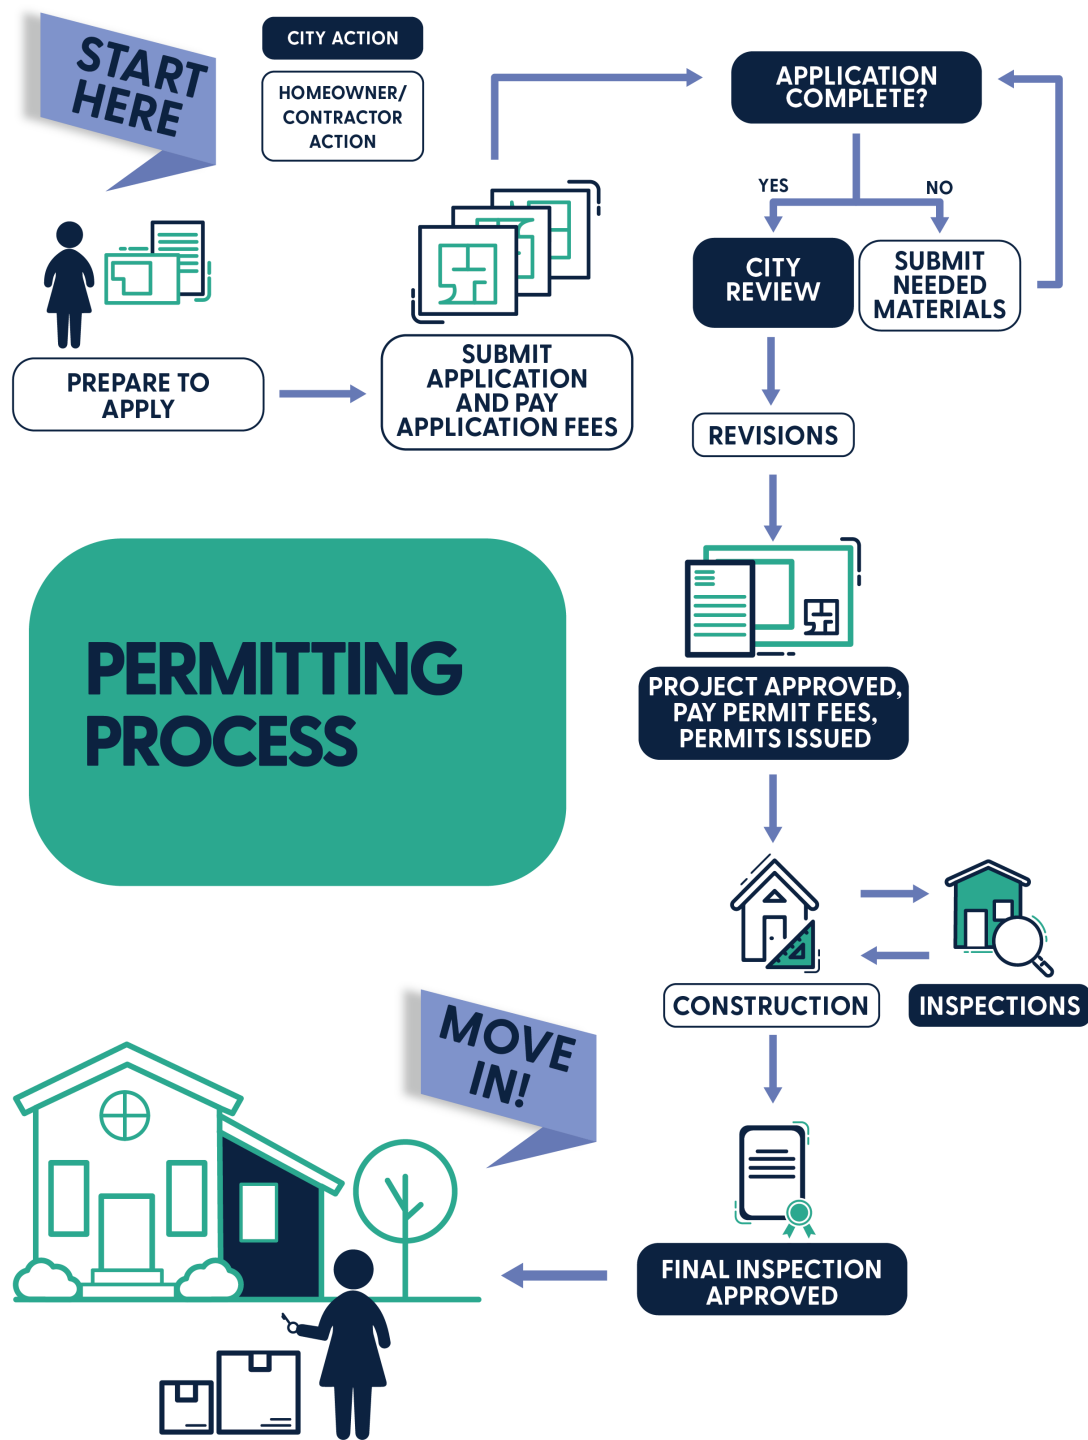 START
HERE
CITY ACTION
HOMEOWNER/
CONTRACTOR
ACTION
APPLICATION
COMPLETE?
YES
NO
CITY
REVIEW
SUBMIT
NEEDED
MATERIALS
PREPARE TO
APPLY
SUBMIT
APPLICATION
AND PAY
APPLICATION FEES
REVISIONS
PERMITTING
PROCESS
PROJECT APPROVED,
PAY PERMIT FEES,
PERMITS ISSUED
CONSTRUCTION
INSPECTIONS
MOVE
IN!
FINAL INSPECTION
APPROVED